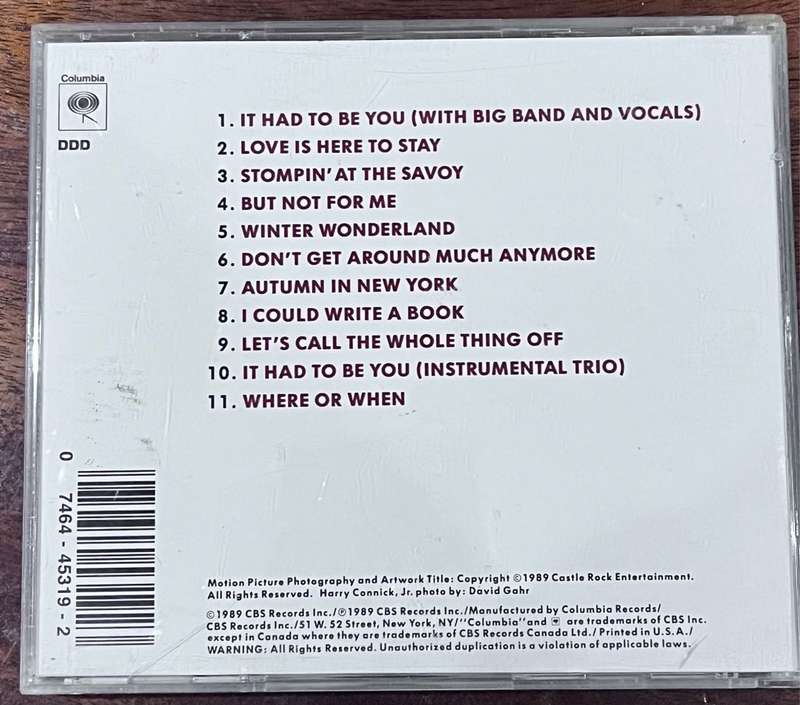 Columbia
DDD
1. IT HAD TO BE YOU (WITH BIG BAND AND VOCALS)
2. LOVE IS HERE TO STAY
3. STOMPIN' AT THE SAVOY
4. BUT NOT FOR ME
5. WINTER WONDERLAND
6. DON'T GET AROUND MUCH ANYMORE
7. AUTUMN IN NEW YORK
8. I COULD WRITE A BOOK
9. LET'S CALL THE WHOLE THING OFF
10. IT HAD TO BE YOU (INSTRUMENTAL TRIO)
11. WHERE OR WHEN
0 7464 - 45319 - 2
Motion Picture Photography and Artwork Title: Copyright ©1989 Castle Rock Entertainment.
All Rights Reserved. Harry Connick, Jr. photo by: David Gahr
©1989 CBS Records Inc./℗1989 CBS Records Inc./Manufactured by Columbia Records/
CBS Records Inc./51 W. 52 Street, New York, NY/"Columbia" and are trademarks of CBS Inc.
except in Canada where they are trademarks of CBS Records Canada Ltd./Printed in U.S.A./
WARNING: All Rights Reserved. Unauthorized duplication is a violation of applicable laws.